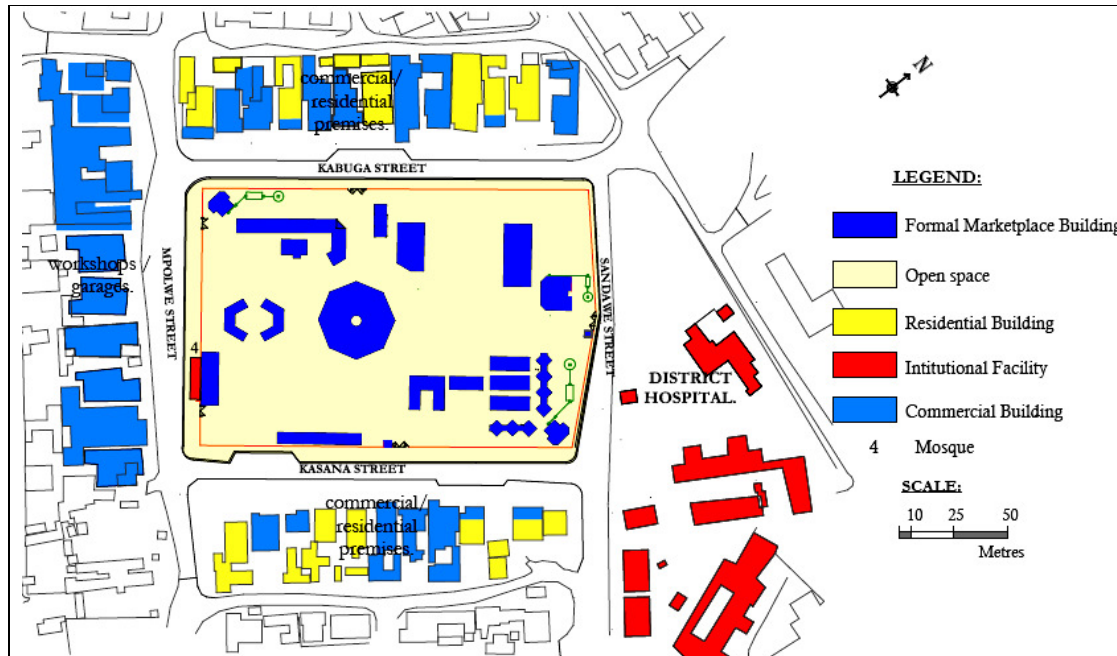 commercial/
residential
premises.
N
KABUGA STREET
workshops
garages.
MPOLWE STREET
SANDAWE STREET
4
DISTRICT
HOSPITAL.
KASANA STREET
commercial/
residential
premises.
LEGEND:
Formal Marketplace Building
Open space
Residential Building
Intitutional Facility
Commercial Building
4 Mosque
SCALE:
10 25 50
Metres